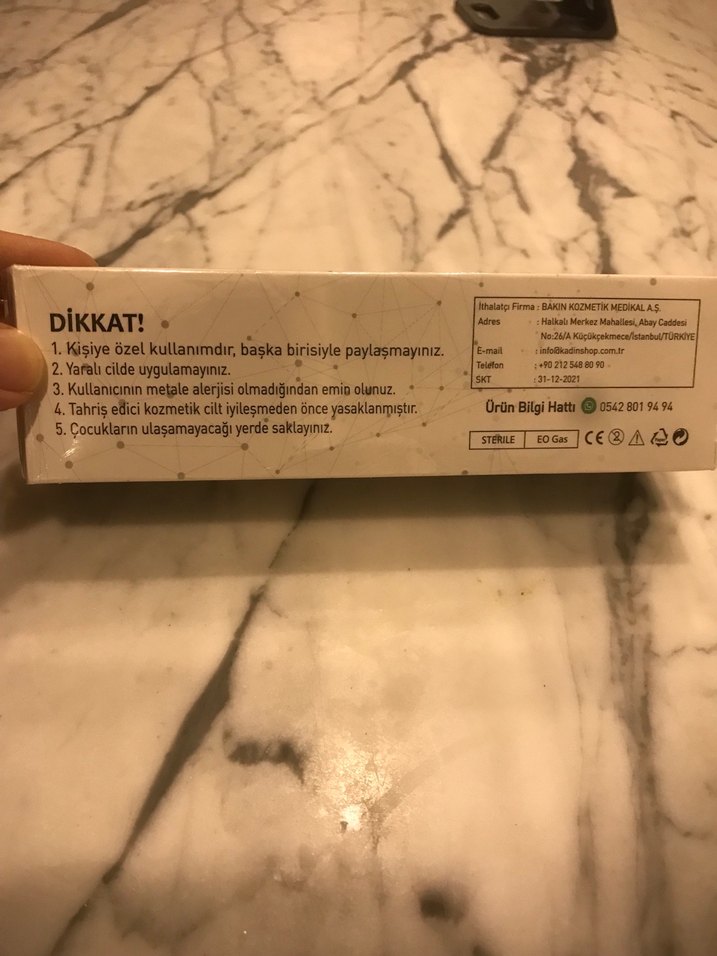 DİKKAT!
1. Kişiye özel kullanımdır, başka birisiyle paylaşmayınız.
2. Yaralı cilde uygulamayınız.
3. Kullanıcının metale alerjisi olmadığından emin olunuz.
4. Tahriş edici kozmetik cilt iyileşmeden önce yasaklanmıştır.
5. Çocukların ulaşamayacağı yerde saklayınız.
İthalatçı Firma : BAKIN KOZMETİK MEDİKAL A.Ş.
Adres : Halkalı Merkez Mahallesi, Abay Caddesi
No:26/A Küçükçekmece/İstanbul/TÜRKİYE
E-mail : info@kadinshop.com.tr
Telefon : +90 212 548 80 90
SKT : 31-12-2021
Ürün Bilgi Hattı 0542 801 94 94
STERILE EO Gas CE 2